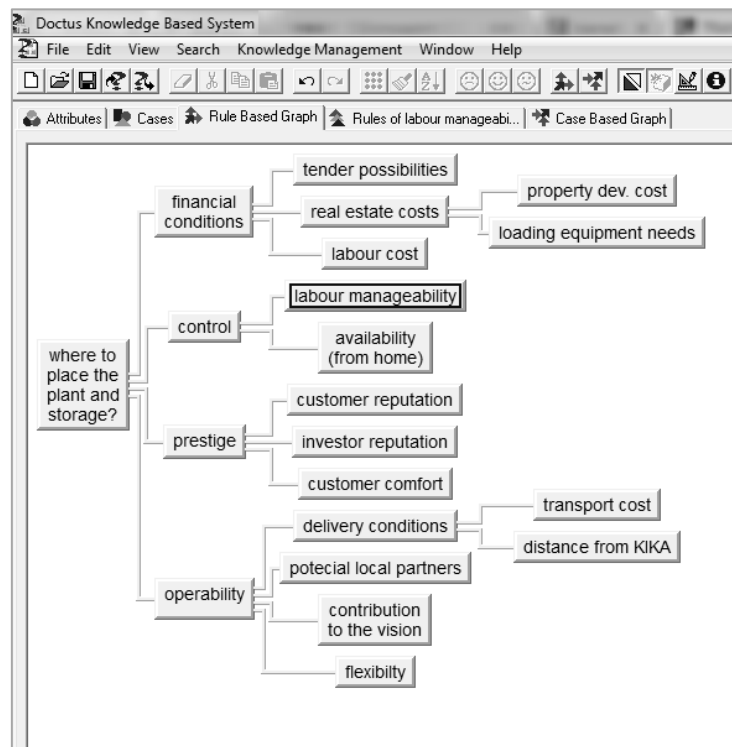 Doctus Knowledge Based System
File Edit View Search Knowledge Management Window Help
Attributes Cases Rule Based Graph Rules of labour manageabi... Case Based Graph
tender possibilities
financial
conditions
real estate costs
property dev. cost
loading equipment needs
labour cost
labour manageability
control
availability
(from home)
where to
place the
plant and
storage?
customer reputation
prestige
investor reputation
customer comfort
delivery conditions
transport cost
distance from KIKA
potecial local partners
operability
contribution
to the vision
flexibilty